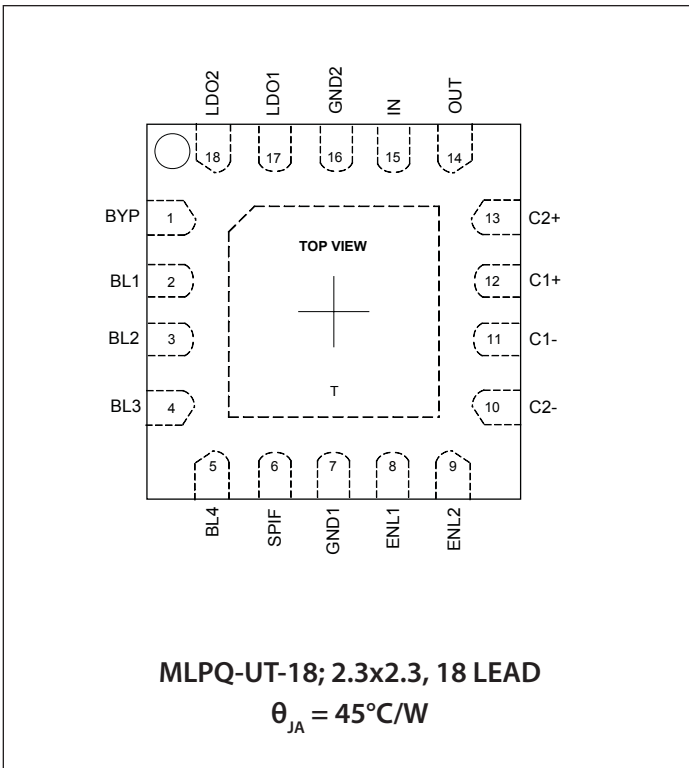 LDO2 LDO1 GND2 IN OUT
18 17 16 15 14
BYP 1 13 C2+
TOP VIEW
BL1 2 12 C1+
BL2 3 11 C1-
T
BL3 4 10 C2-
5 6 7 8 9
BL4 SPIF GND1 ENL1 ENL2
MLPQ-UT-18; 2.3x2.3, 18 LEAD
θJA = 45°C/W